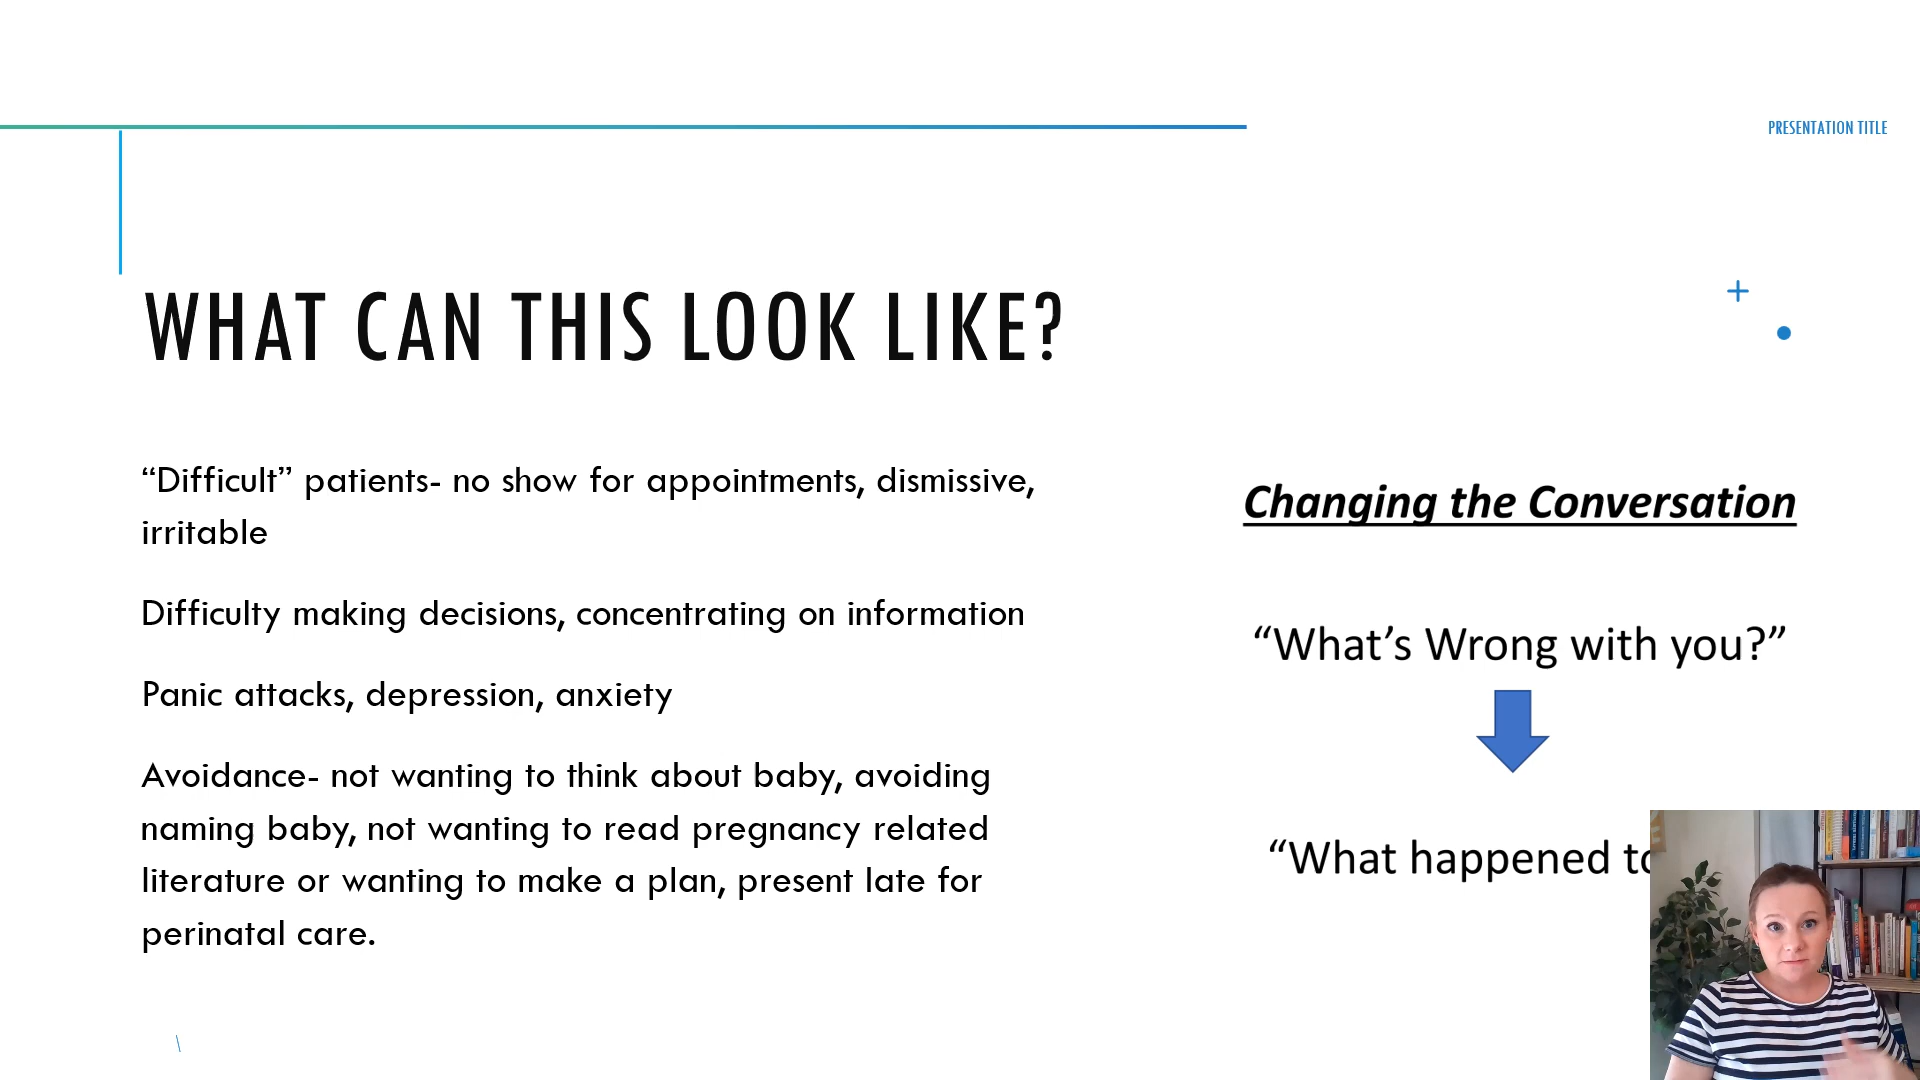 PRESENTATION TITLE
WHAT CAN THIS LOOK LIKE?
“Difficult” patients- no show for appointments, dismissive,
irritable
Difficulty making decisions, concentrating on information
Panic attacks, depression, anxiety
Avoidance- not wanting to think about baby, avoiding
naming baby, not wanting to read pregnancy related
literature or wanting to make a plan, present late for
perinatal care.
\
Changing the Conversation
“What’s Wrong with you?”
“What happened